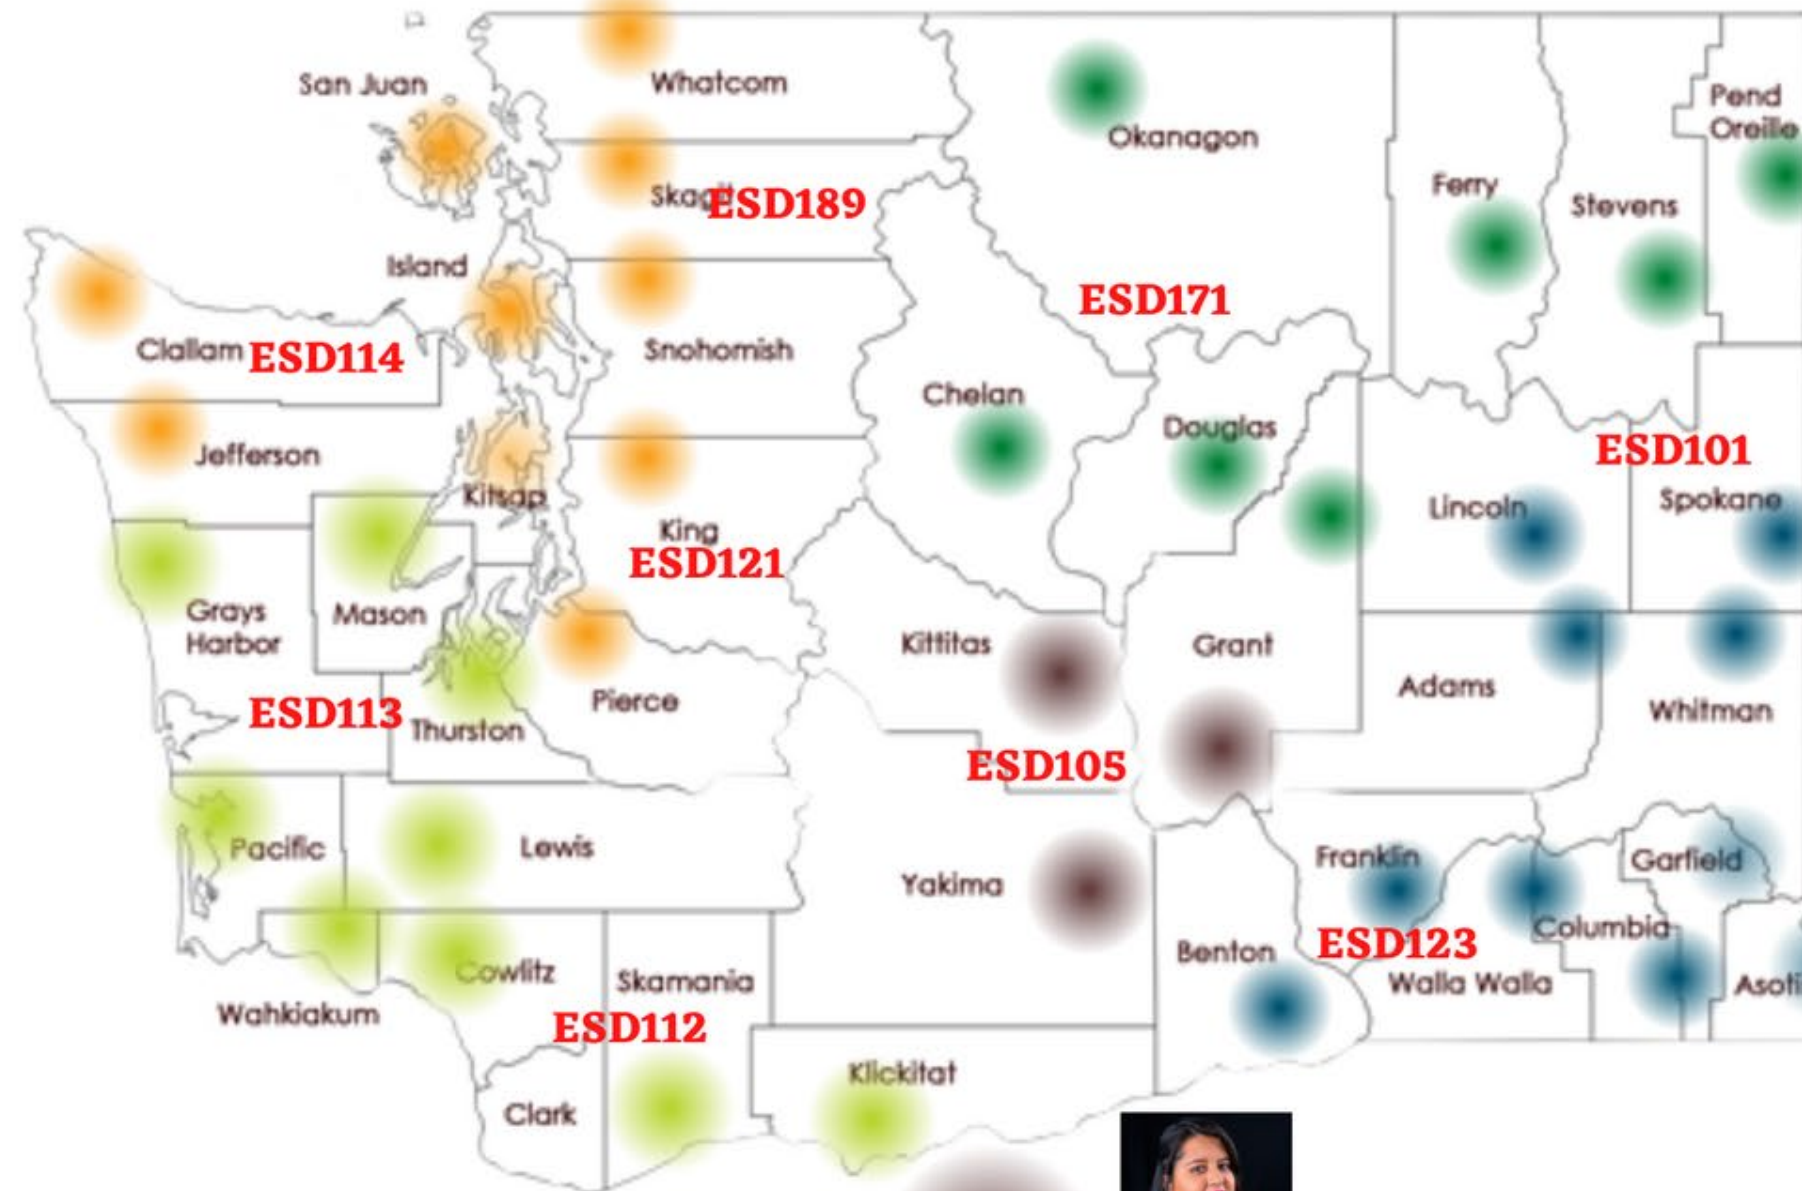 Whatcom
San Juan
Pend
Oreille
Okanagon
Ferry
Stevens
Skagit
ESD189
Island
ESD171
Clallam
ESD114
Snohomish
Chelan
Douglas
ESD101
Jefferson
Kitsap
Lincoln
Spokane
King
ESD121
Grays
Harbor
Mason
Kittitas
Grant
Adams
Whitman
Pierce
ESD113
Thurston
ESD105
Pacific
Lewis
Franklin
Garfield
Yakima
Columbia
ESD123
Benton
Cowlitz
Skamania
Walla Walla
Asoti
Wahkiakum
ESD112
Klickitat
Clark